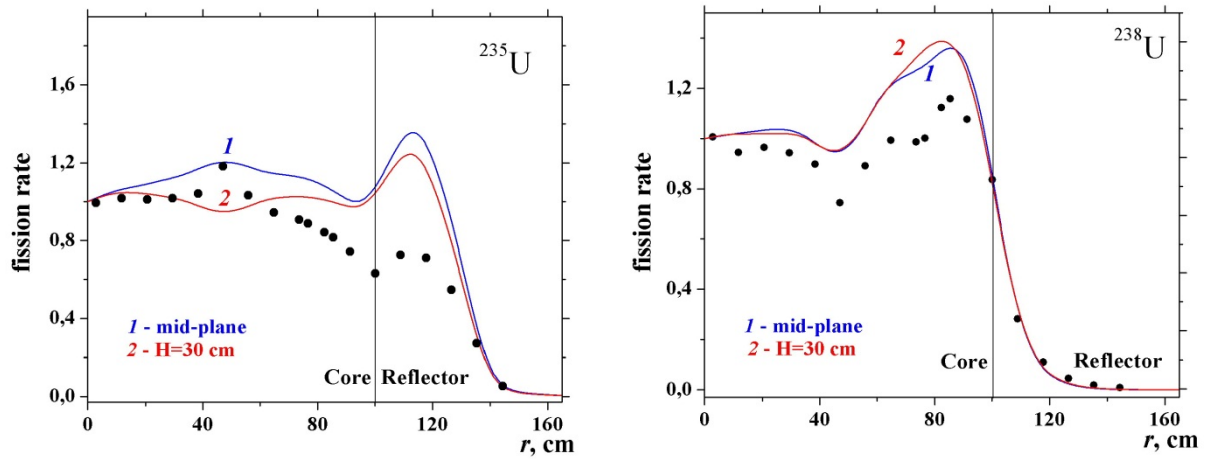 fission rate
1,6
1,2
0,8
0,4
0,0
²³⁵U
1
2
1 - mid-plane
2 - H=30 cm
Core
Reflector
0
40
80
120
160
r, cm
fission rate
1,2
0,8
0,4
0,0
²³⁸U
2
1
1 - mid-plane
2 - H=30 cm
Core
Reflector
0
40
80
120
160
r, cm